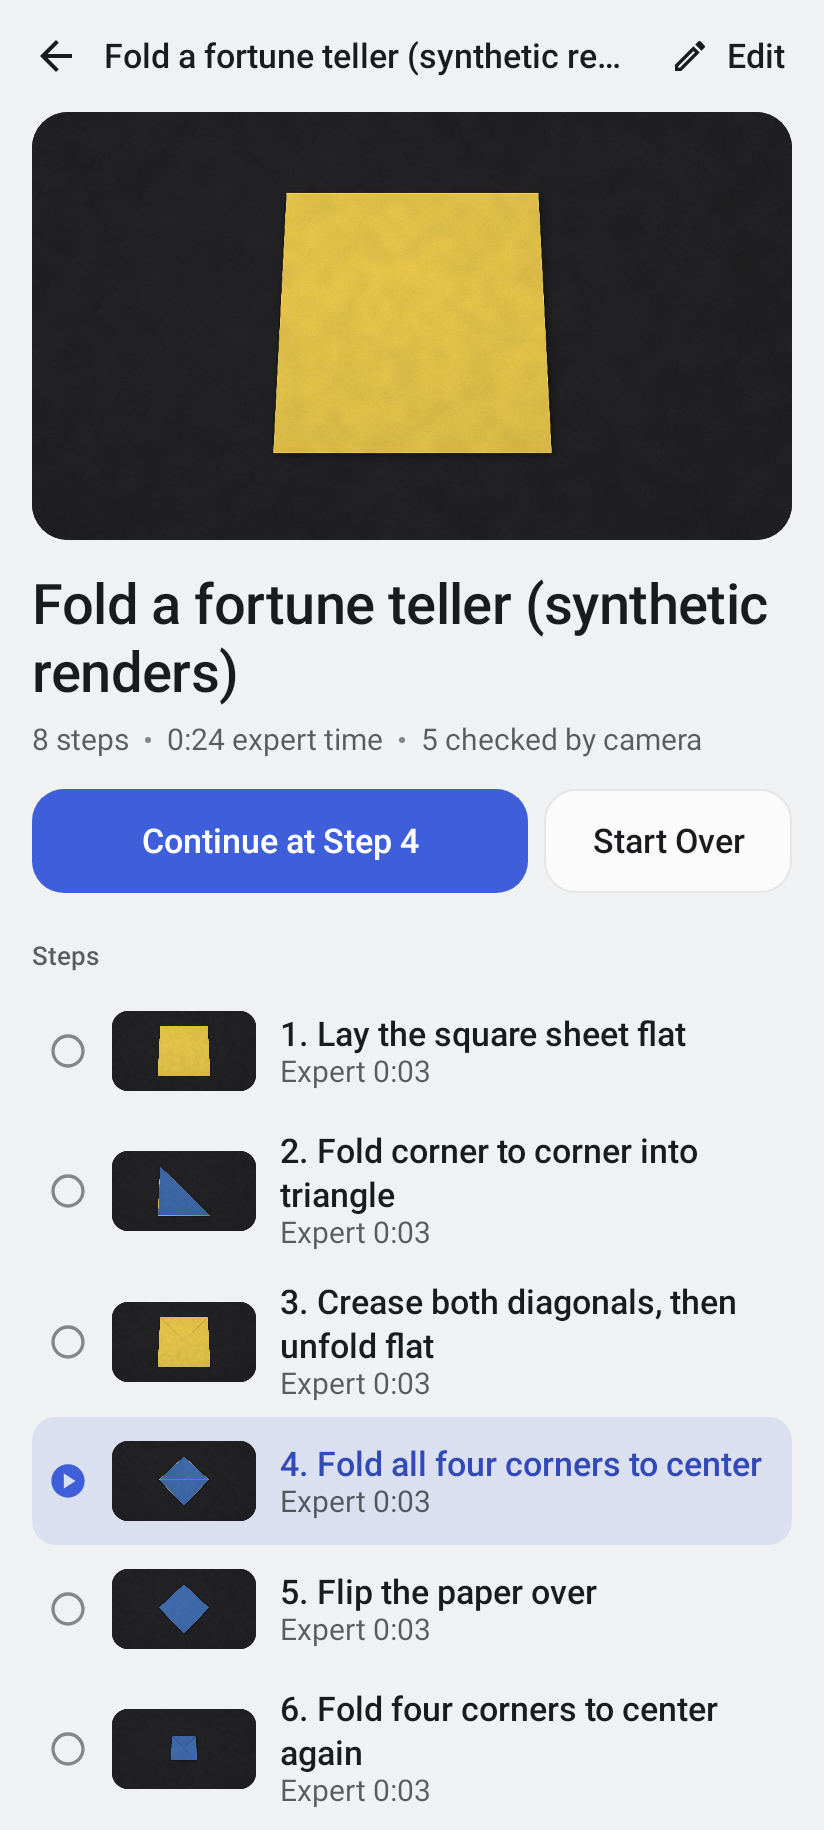 Fold a fortune teller (synthetic re...
Edit
Fold a fortune teller (synthetic
renders)
8 steps • 0:24 expert time • 5 checked by camera
Continue at Step 4
Start Over
Steps
1. Lay the square sheet flat
Expert 0:03
2. Fold corner to corner into
triangle
Expert 0:03
3. Crease both diagonals, then
unfold flat
Expert 0:03
4. Fold all four corners to center
Expert 0:03
5. Flip the paper over
Expert 0:03
6. Fold four corners to center
again
Expert 0:03